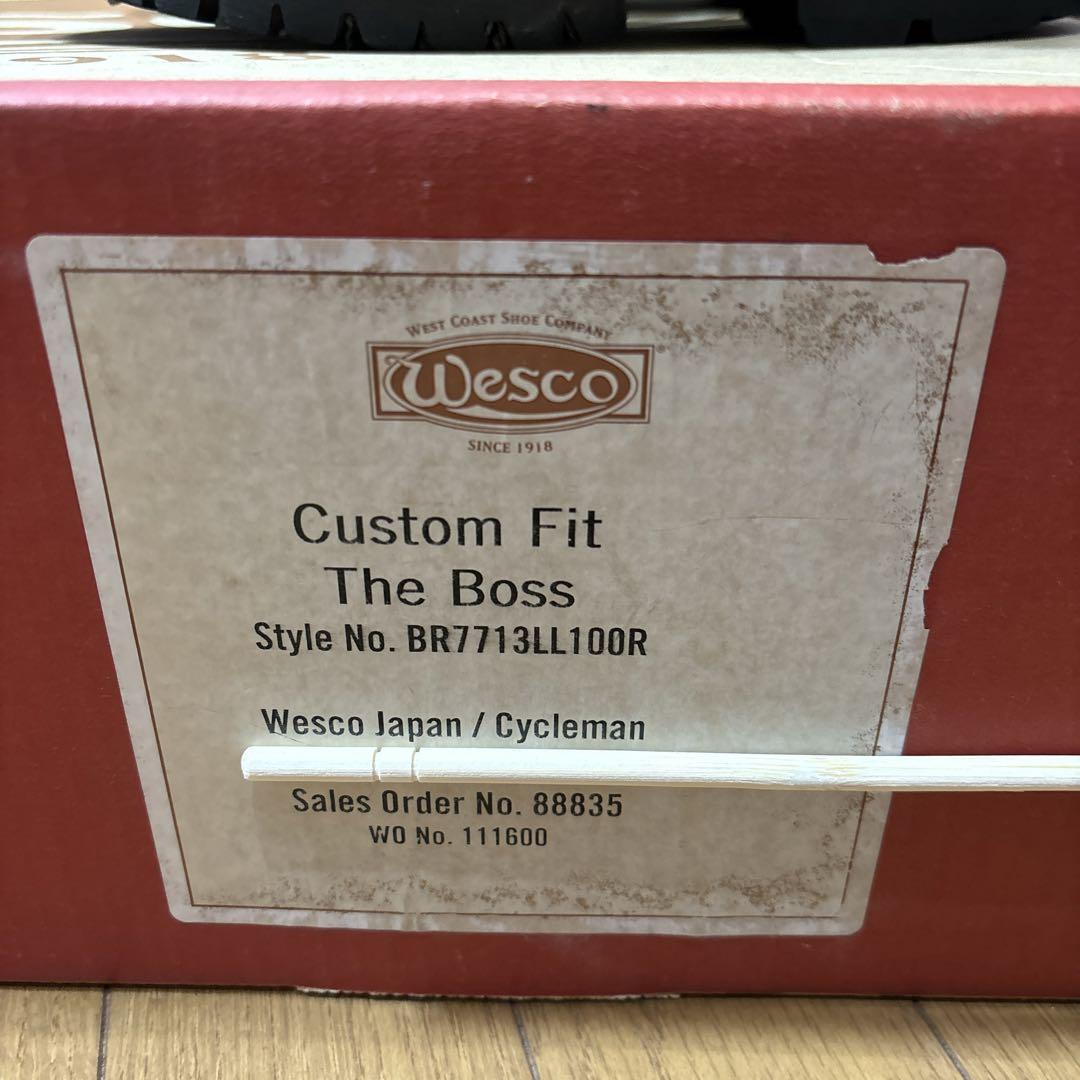 WEST COAST SHOE COMPANY
Wesco®
SINCE 1918
Custom Fit
The Boss
Style No. BR7713LL100R
Wesco Japan / Cycleman
Sales Order No. 88835
WO No. 111600